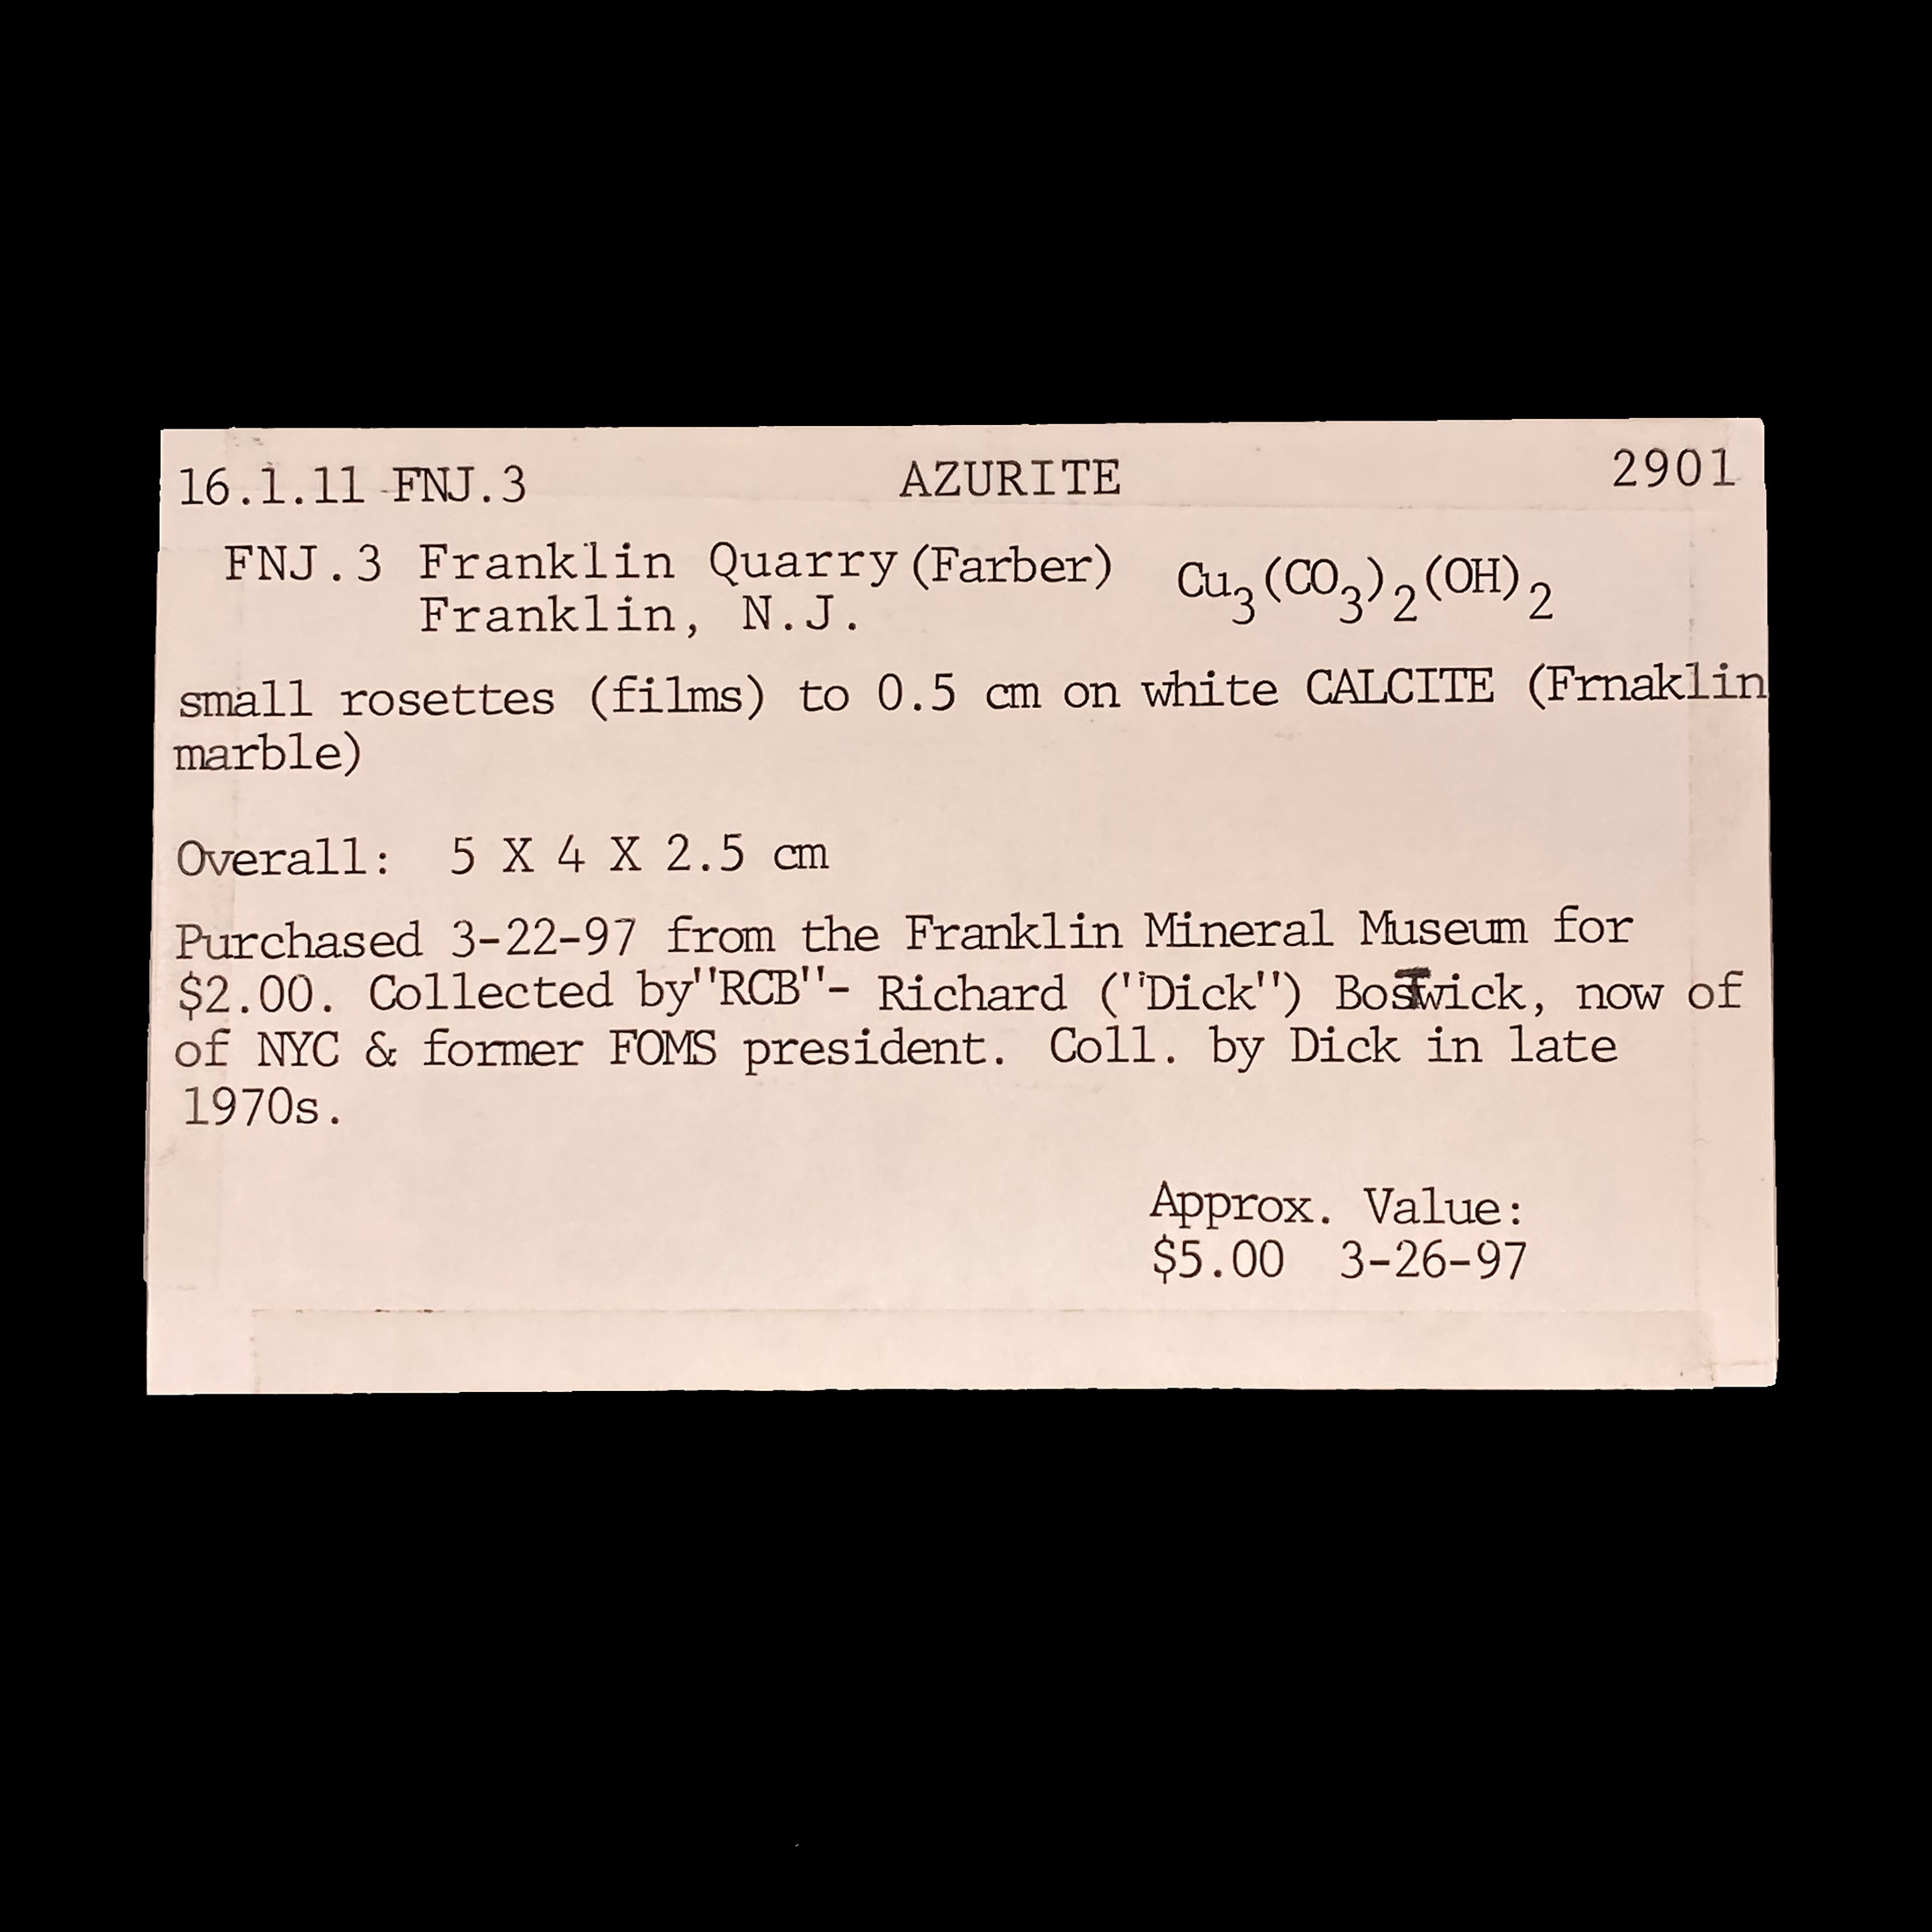 16.1.11 FNJ.3 AZURITE 2901
FNJ.3 Franklin Quarry (Farber) Cu3(CO3)2(OH)2
Franklin, N.J.
small rosettes (films) to 0.5 cm on white CALCITE (Frnaklin
marble)
Overall: 5 X 4 X 2.5 cm
Purchased 3-22-97 from the Franklin Mineral Museum for
$2.00. Collected by"RCB"- Richard ("Dick") BosTwick, now of
of NYC & former FOMS president. Coll. by Dick in late
1970s.
Approx. Value:
$5.00 3-26-97